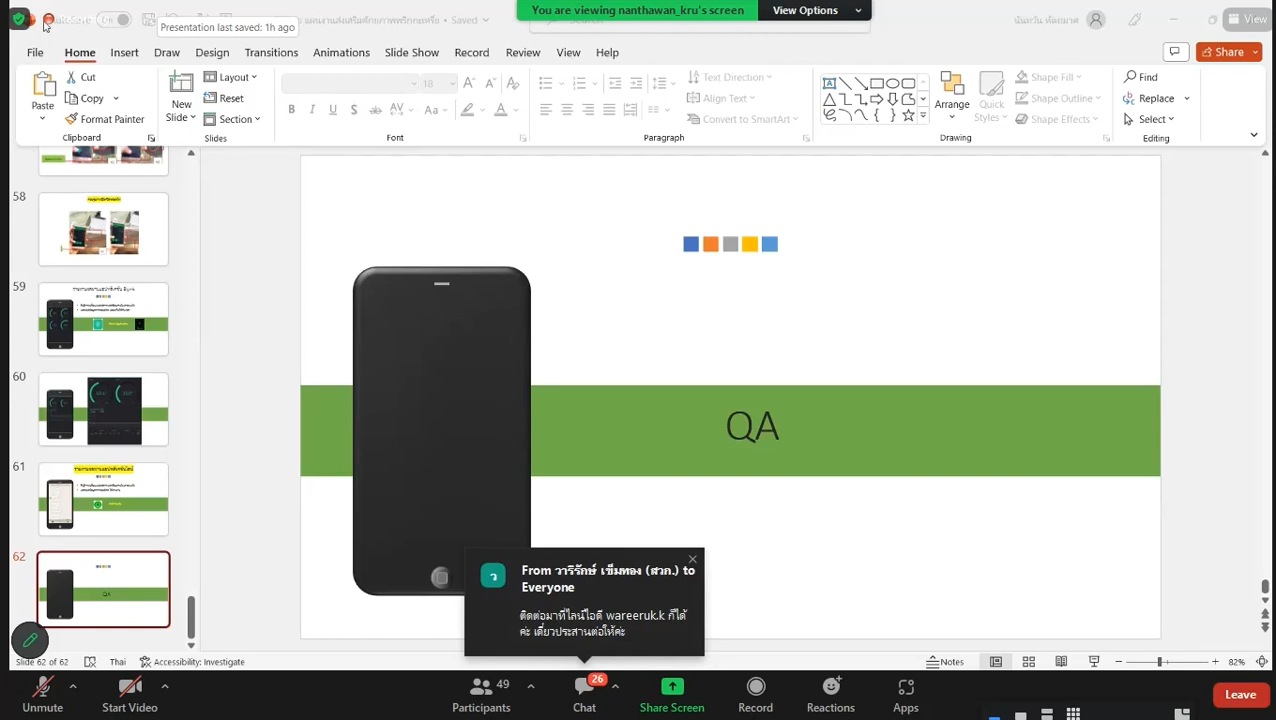 You are viewing nanthawan_kru's screen
View Options
Presentation last saved: 1h ago
Saved
View
File
Home
Insert
Draw
Design
Transitions
Animations
Slide Show
Record
Review
View
Help
Share
Paste
Cut
Copy
Format Painter
Clipboard
New
Slide
Layout
Reset
Section
Slides
18
Font
Text Direction
Align Text
Convert to SmartArt
Paragraph
Arrange
Quick
Styles
Shape Fill
Shape Outline
Shape Effects
Drawing
Find
Replace
Select
Editing
58
59
60
61
62
QA
ว
From วาริรักษ์ เข็มทอง (สวก.) to
Everyone
ติดต่อมาที่ไลน์ไอดี wareeruk.k ก็ได้
ค่ะ เดี๋ยวประสานต่อให้ค่ะ
Slide 62 of 62
Thai
Accessibility: Investigate
Notes
82%
Unmute
Start Video
49
Participants
26
Chat
Share Screen
Record
Reactions
Apps
Leave